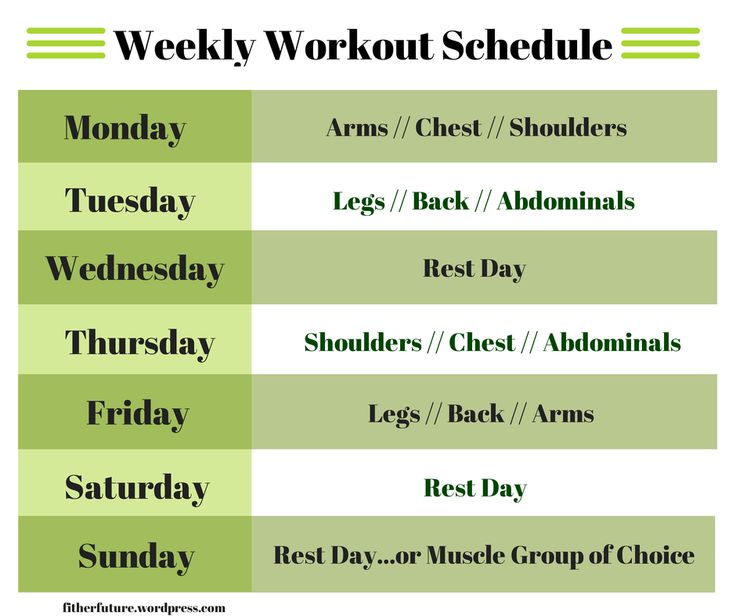 Weekly Workout Schedule
Monday
Arms // Chest // Shoulders
Tuesday
Legs // Back // Abdominals
Wednesday
Rest Day
Thursday
Shoulders // Chest // Abdominals
Friday
Legs // Back // Arms
Saturday
Rest Day
Sunday
Rest Day...or Muscle Group of Choice
fitherfuture.wordpress.com